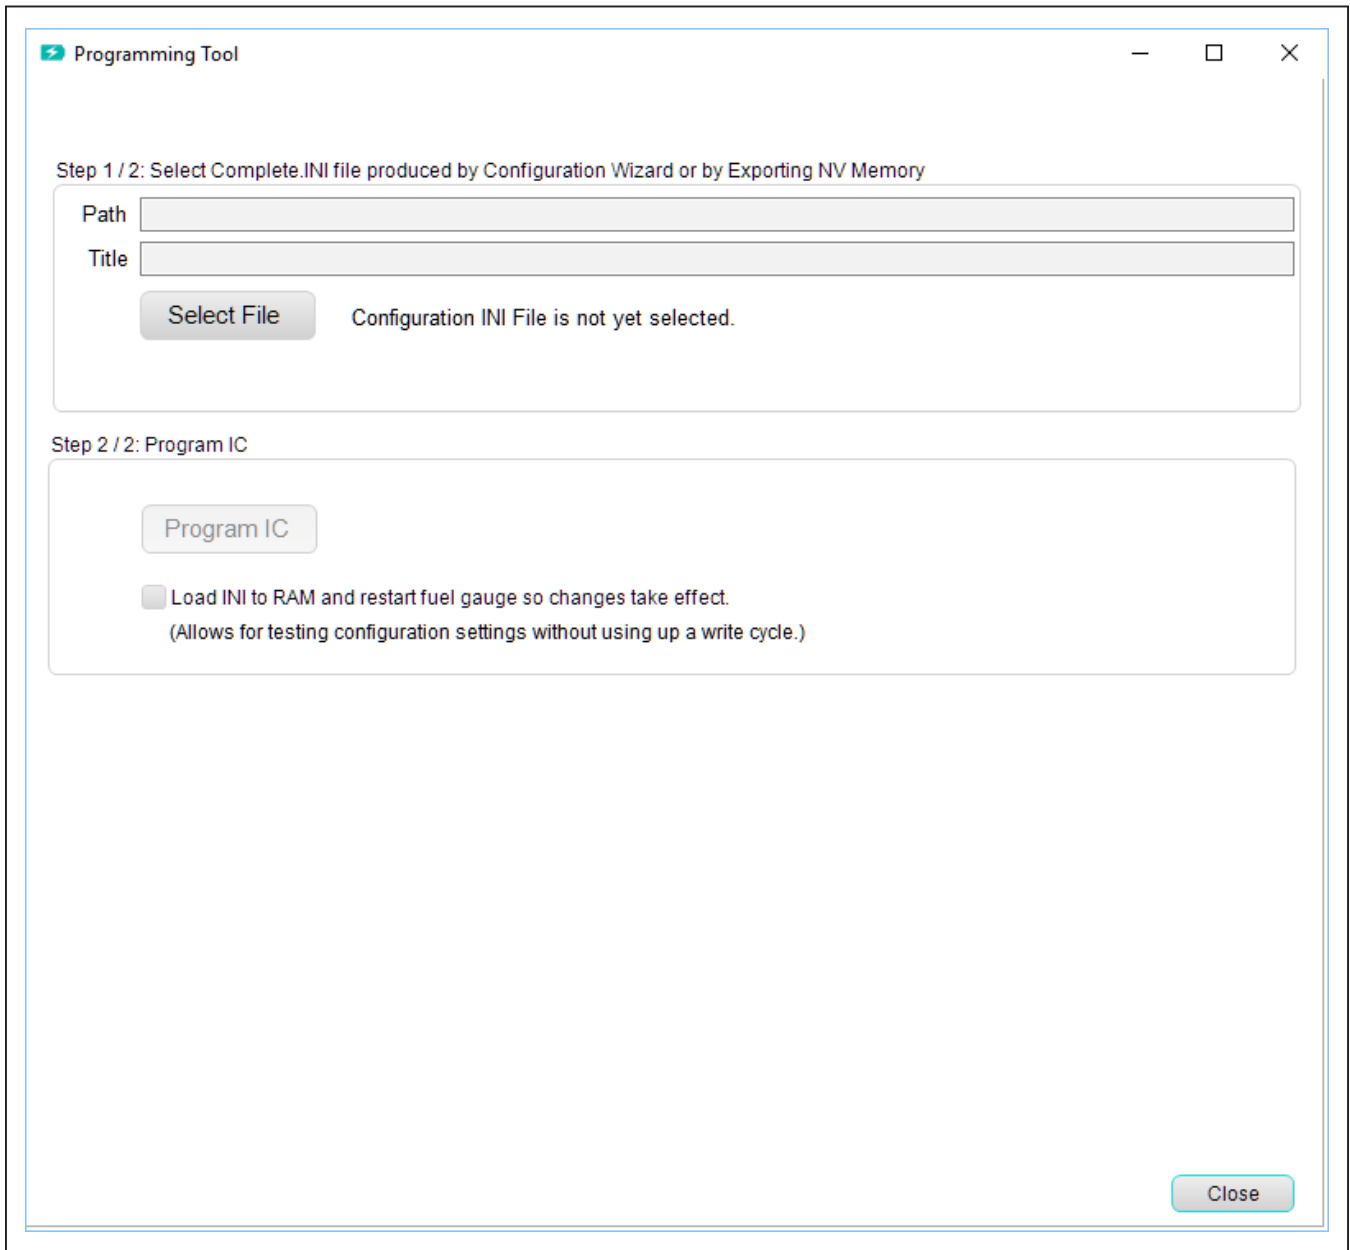 Programming Tool
Step 1 / 2: Select Complete.INI file produced by Configuration Wizard or by Exporting NV Memory
Path
Title
Select File
Configuration INI File is not yet selected.
Step 2 / 2: Program IC
Program IC
Load INI to RAM and restart fuel gauge so changes take effect.
(Allows for testing configuration settings without using up a write cycle.)
Close